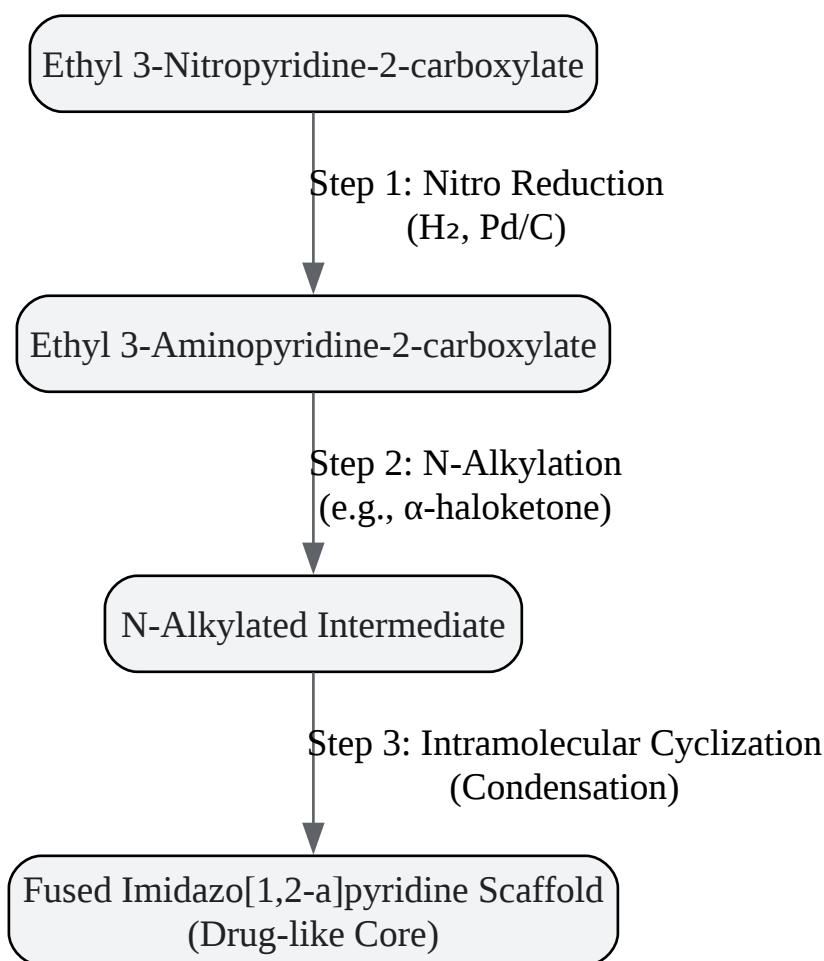 Ethyl 3-Nitropyridine-2-carboxylate
Step 1: Nitro Reduction
(H₂, Pd/C)
Ethyl 3-Aminopyridine-2-carboxylate
Step 2: N-Alkylation
(e.g., α-haloketone)
N-Alkylated Intermediate
Step 3: Intramolecular Cyclization
(Condensation)
Fused Imidazo[1,2-a]pyridine Scaffold
(Drug-like Core)